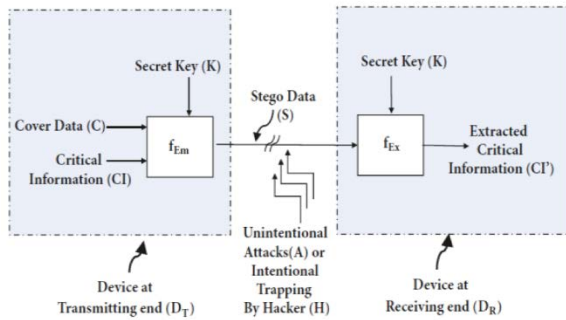 Secret Key (K)
Cover Data (C)
Critical
Information (CI)
f_Em
Stego Data
(S)
Unintentional
Attacks(A) or
Intentional
Trapping
By Hacker (H)
Secret Key (K)
f_Ex
Extracted
Critical
Information (CI')
Device at
Transmitting end (D_T)
Device at
Receiving end (D_R)